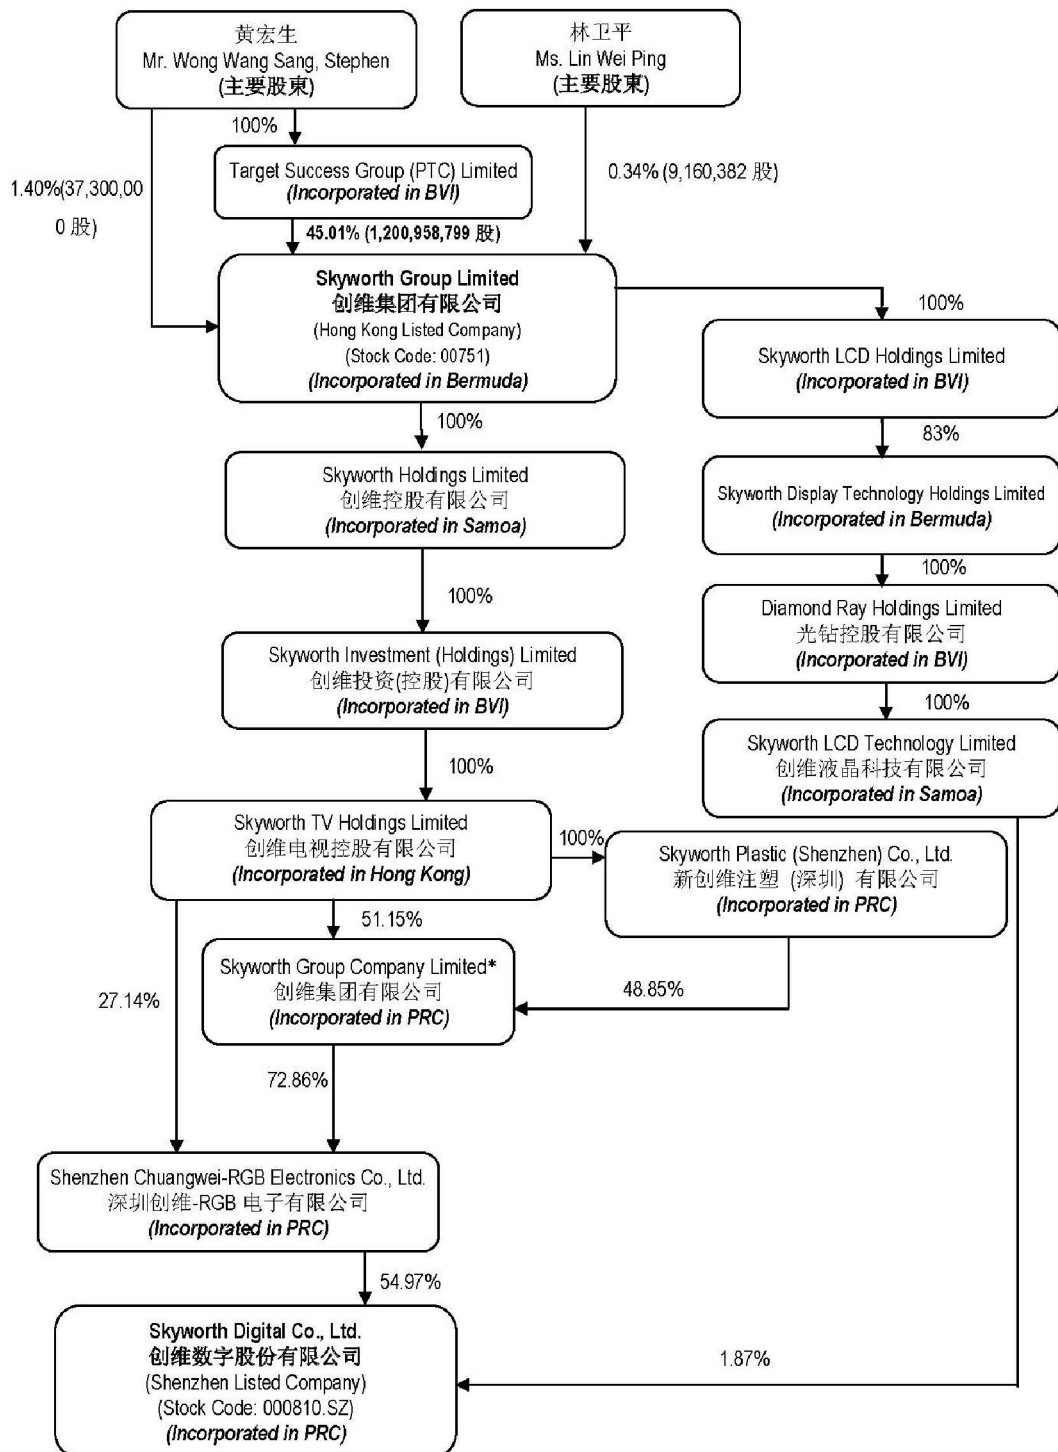 黄宏生
Mr. Wong Wang Sang, Stephen
(主要股東)
林卫平
Ms. Lin Wei Ping
(主要股東)
100%
1.40%(37,300,00
0 股)
Target Success Group (PTC) Limited
(Incorporated in BVI)
0.34% (9,160,382 股)
45.01% (1,200,958,799 股)
Skyworth Group Limited
创维集团有限公司
(Hong Kong Listed Company)
(Stock Code: 00751)
(Incorporated in Bermuda)
100%
Skyworth LCD Holdings Limited
(Incorporated in BVI)
100%
83%
Skyworth Holdings Limited
创维控股有限公司
(Incorporated in Samoa)
Skyworth Display Technology Holdings Limited
(Incorporated in Bermuda)
100%
100%
Diamond Ray Holdings Limited
光钻控股有限公司
(Incorporated in BVI)
Skyworth Investment (Holdings) Limited
创维投资(控股)有限公司
(Incorporated in BVI)
100%
Skyworth LCD Technology Limited
创维液晶科技有限公司
(Incorporated in Samoa)
100%
Skyworth TV Holdings Limited
创维电视控股有限公司
(Incorporated in Hong Kong)
100%
Skyworth Plastic (Shenzhen) Co., Ltd.
新创维注塑 (深圳) 有限公司
(Incorporated in PRC)
51.15%
Skyworth Group Company Limited*
创维集团有限公司
(Incorporated in PRC)
27.14%
48.85%
72.86%
Shenzhen Chuangwei-RGB Electronics Co., Ltd.
深圳创维-RGB 电子有限公司
(Incorporated in PRC)
54.97%
Skyworth Digital Co., Ltd.
创维数字股份有限公司
(Shenzhen Listed Company)
(Stock Code: 000810.SZ)
(Incorporated in PRC)
1.87%